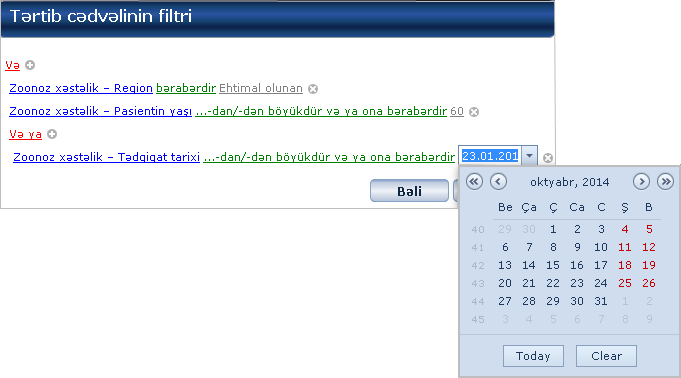 Tərtib cədvəlinin filtri
Və
Zoonoz xəstəlik – Region bərabərdir Ehtimal olunan
Zoonoz xəstəlik – Pasientin yaşı ...-dan/-dən böyükdür və ya ona bərabərdir 60
Və ya
Zoonoz xəstəlik – Tədqiqat tarixi ...-dan/-dən böyükdür və ya ona bərabərdir 23.01.201
Bəli
oktyabr, 2014
Be Ça Ç Ca C Ş B
40 29 30 1 2 3 4 5
41 6 7 8 9 10 11 12
42 13 14 15 16 17 18 19
43 20 21 22 23 24 25 26
44 27 28 29 30 31 1 2
45 3 4 5 6 7 8 9
Today Clear